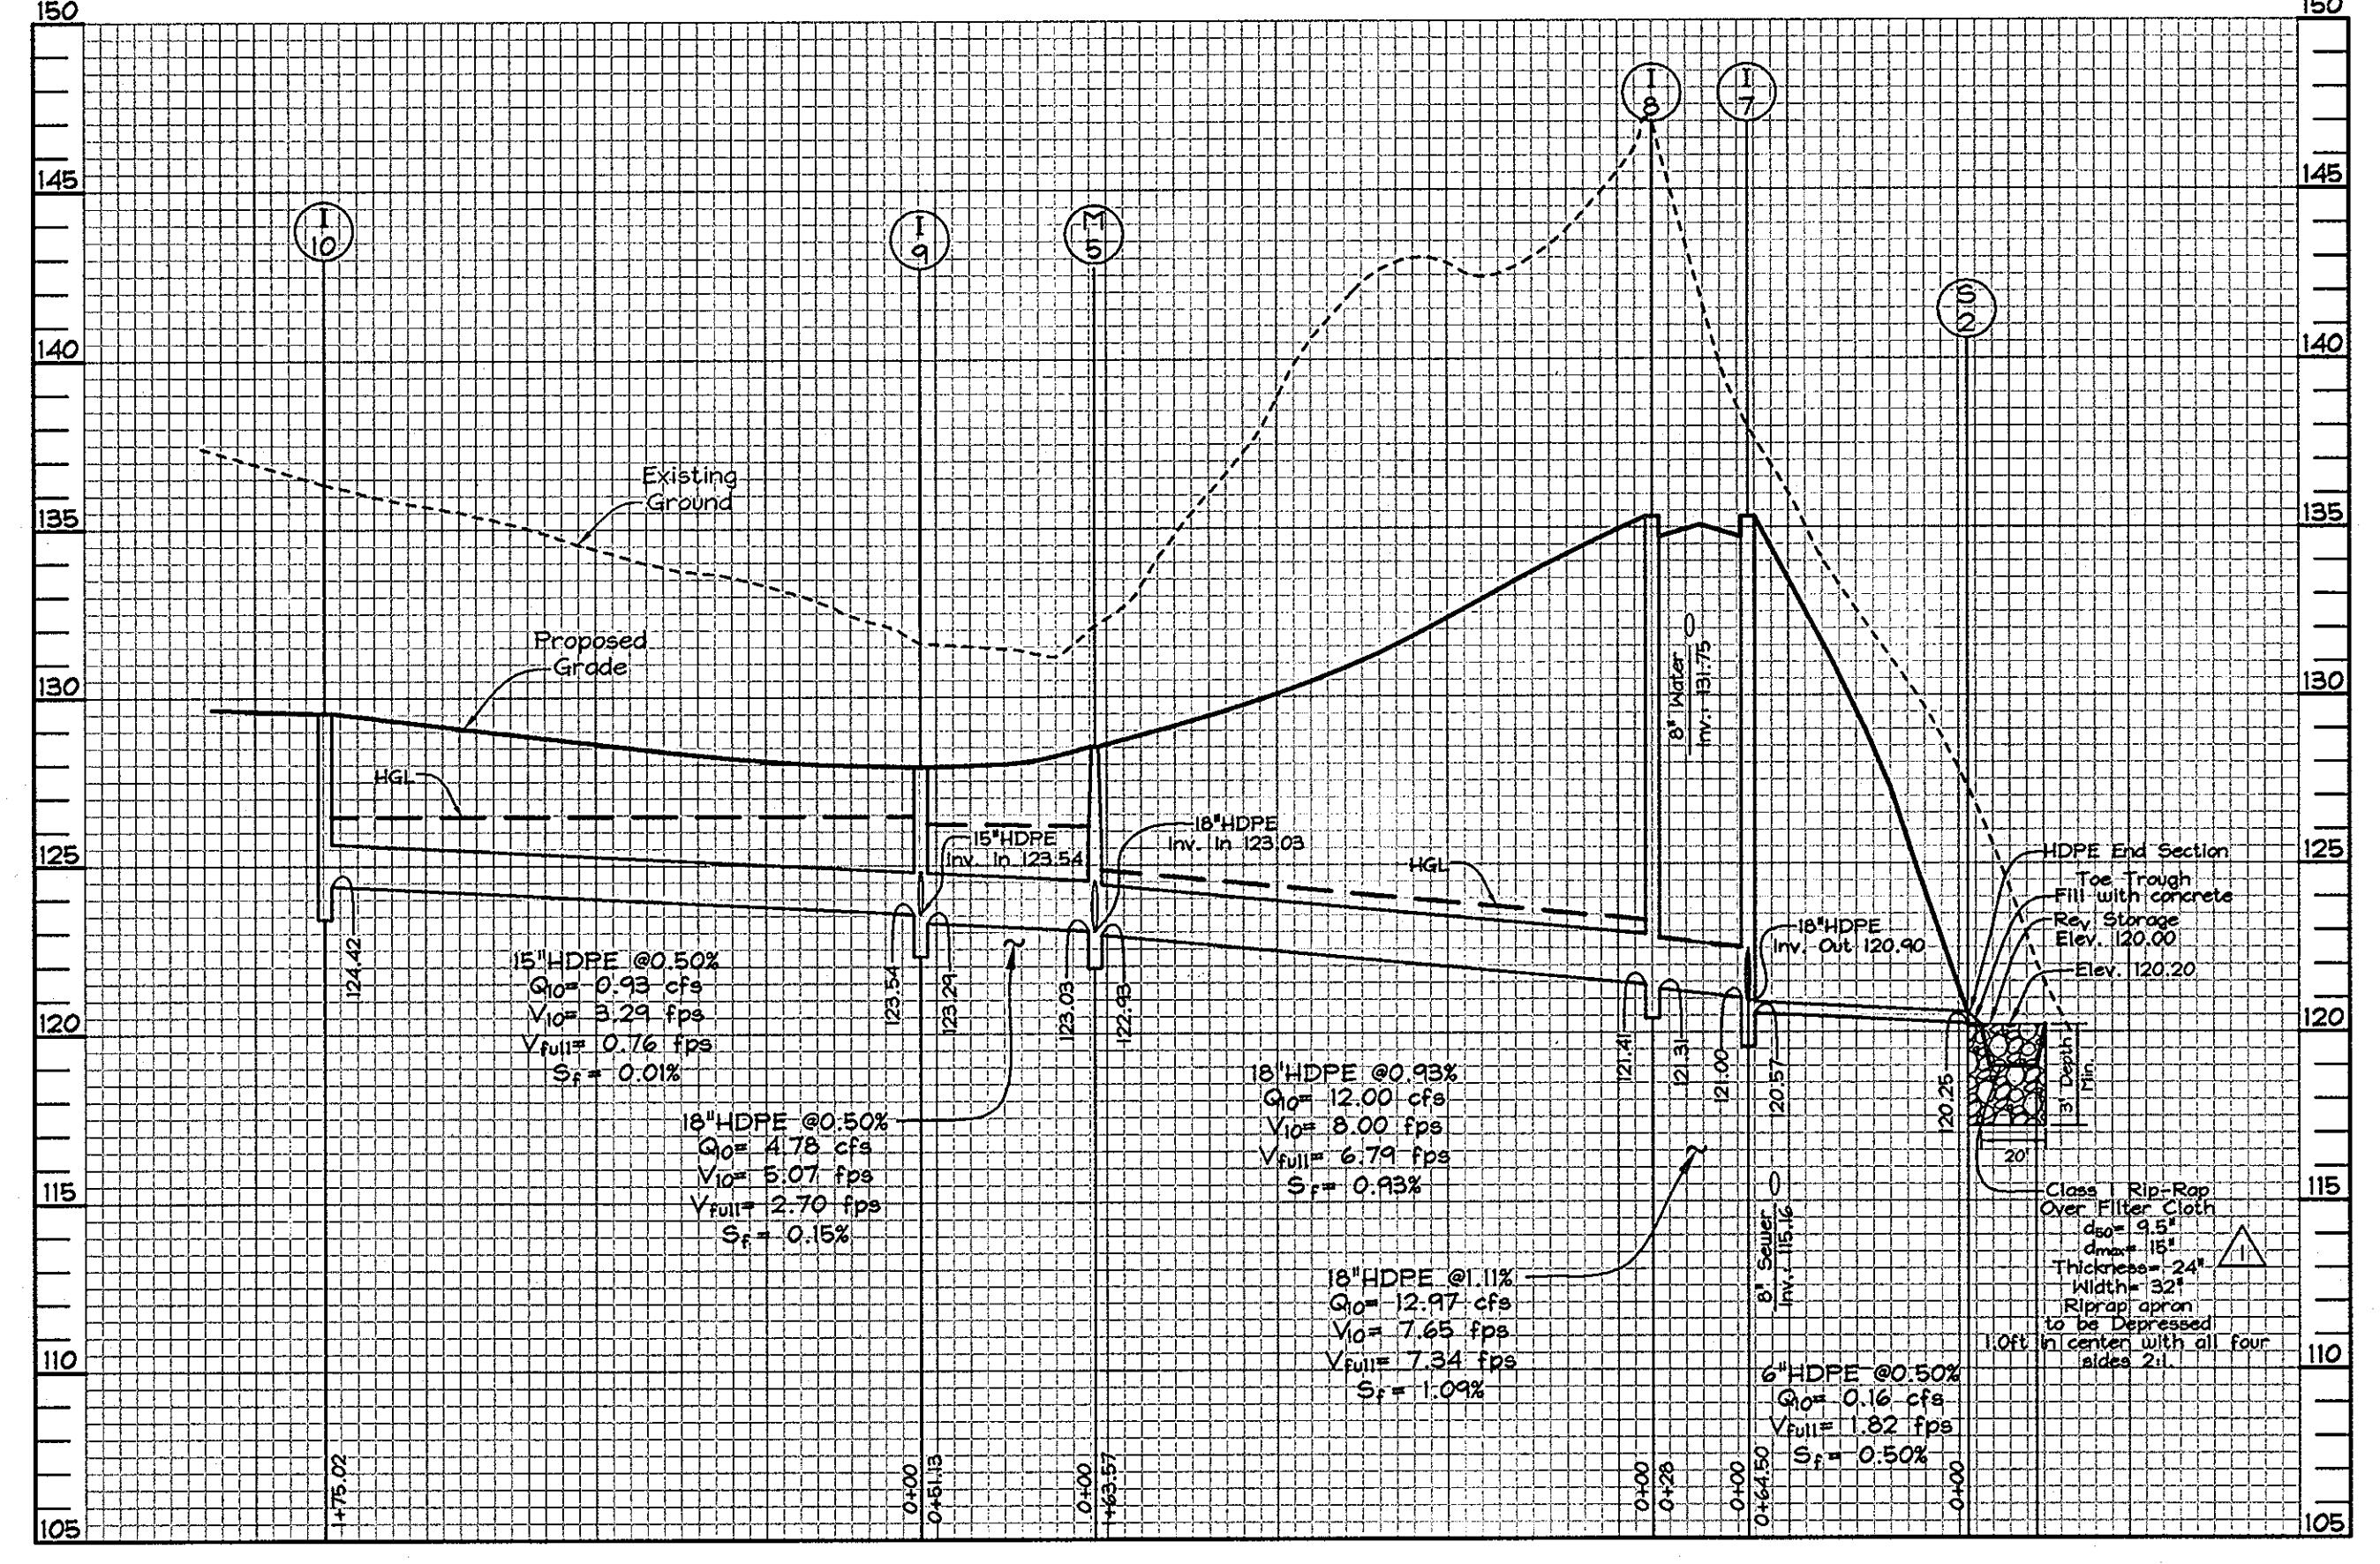 150
150
I
8
I
7
145
145
I
10
I
9
M
5
S
2
140
140
Existing
Ground
135
135
Proposed
Grade
8" Water
Inv.: 131.75
130
130
HGL
15"HDPE
Inv. In 123.54
18"HDPE
Inv. In 123.03
HGL
125
125
HDPE End Section
Toe Trough
Fill with concrete
Rev Storage
Elev. 120.00
Elev. 120.20
18"HDPE
Inv. Out 120.90
124.42
123.54
123.29
123.03
122.93
121.41
121.31
121.00
120.57
120.25
120
120
3' Depth
Min.
20'
15"HDPE @0.50%
Q10= 0.93 cfs
V10= 3.29 fps
Vfull= 0.76 fps
Sf= 0.01%
18"HDPE @0.50%
Q10= 4.78 cfs
V10= 5.07 fps
Vfull= 2.70 fps
Sf= 0.15%
18"HDPE @0.93%
Q10= 12.00 cfs
V10= 8.00 fps
Vfull= 6.79 fps
Sf= 0.93%
115
115
8" Sewer
Inv.: 115.16
Class 1 Rip-Rap
Over Filter Cloth
d50= 9.5"
dmax= 15"
Thickness= 24"
Width= 32"
Riprap apron
to be Depressed
1.0ft in center with all four
sides 2:1.
1
18"HDPE @1.11%
Q10= 12.97 cfs
V10= 7.65 fps
Vfull= 7.34 fps
Sf= 1.09%
110
110
6"HDPE @0.50%
Q10= 0.16 cfs
Vfull= 1.82 fps
Sf= 0.50%
1+75.02
0+00
0+51.13
0+00
1+63.57
0+00
0+28
0+00
0+64.50
0+00
105
105